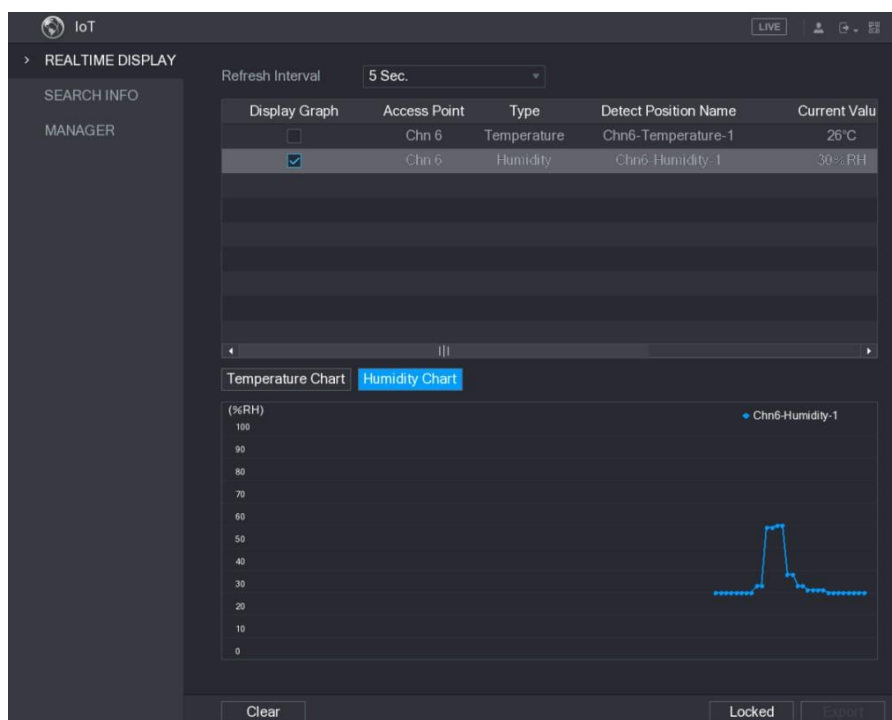 IoT
LIVE
REALTIME DISPLAY
SEARCH INFO
MANAGER
Refresh Interval 5 Sec.
Display Graph Access Point Type Detect Position Name Current Valu
Chn 6 Temperature Chn6-Temperature-1 26°C
Chn 6 Humidity Chn6-Humidity-1 30% RH
Temperature Chart Humidity Chart
(%RH)
Chn6-Humidity-1
100
90
80
70
60
50
40
30
20
10
0
Clear Locked Export